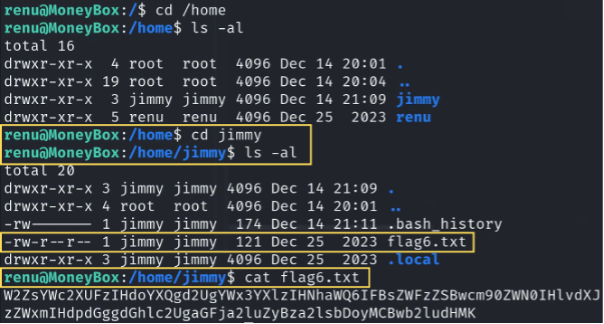 renu@MoneyBox:/$ cd /home
renu@MoneyBox:/home$ ls -al
total 16
drwxr-xr-x  4 root  root  4096 Dec 14 20:01 .
drwxr-xr-x 19 root  root  4096 Dec 14 20:04 ..
drwxr-xr-x  3 jimmy jimmy 4096 Dec 14 21:09 jimmy
drwxr-xr-x  5 renu  renu  4096 Dec 25  2023 renu
renu@MoneyBox:/home$ cd jimmy
renu@MoneyBox:/home/jimmy$ ls -al
total 20
drwxr-xr-x 3 jimmy jimmy 4096 Dec 14 21:09 .
drwxr-xr-x 4 root  root  4096 Dec 14 20:01 ..
-rw------- 1 jimmy jimmy  174 Dec 14 21:11 .bash_history
-rw-r--r-- 1 jimmy jimmy  121 Dec 25  2023 flag6.txt
drwxr-xr-x 3 jimmy jimmy 4096 Dec 25  2023 .local
renu@MoneyBox:/home/jimmy$ cat flag6.txt
W2ZsYWc2XUFzIHdoYXQgd2UgYWx3YXlzIHNhaWQ6IFBsZWFzZSBwcm90ZWN0IHlvdXJ
zZWxmIHdpdGggdGhlc2UgaGFja2luZyBza2lsbDoyMCBwb2ludHMK